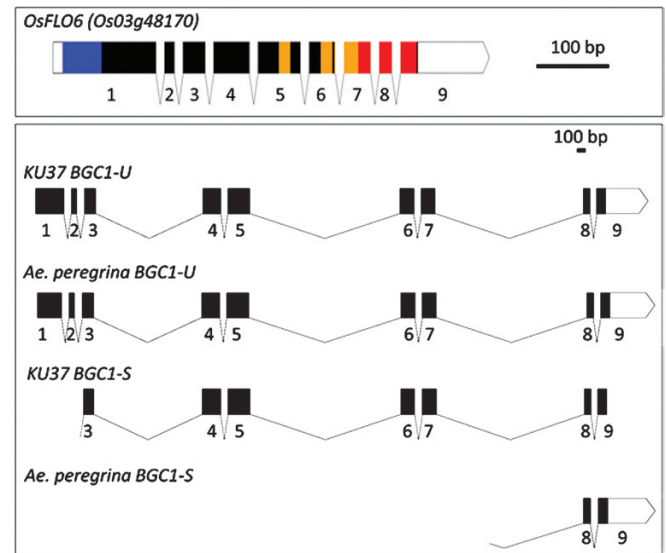 OsFLO6 (Os03g48170)
100 bp
1 2 3 4 5 6 7 8 9
100 bp
KU37 BGC1-U
1 2 3 4 5 6 7 8 9
Ae. peregrina BGC1-U
1 2 3 4 5 6 7 8 9
KU37 BGC1-S
3 4 5 6 7 8 9
Ae. peregrina BGC1-S
8 9